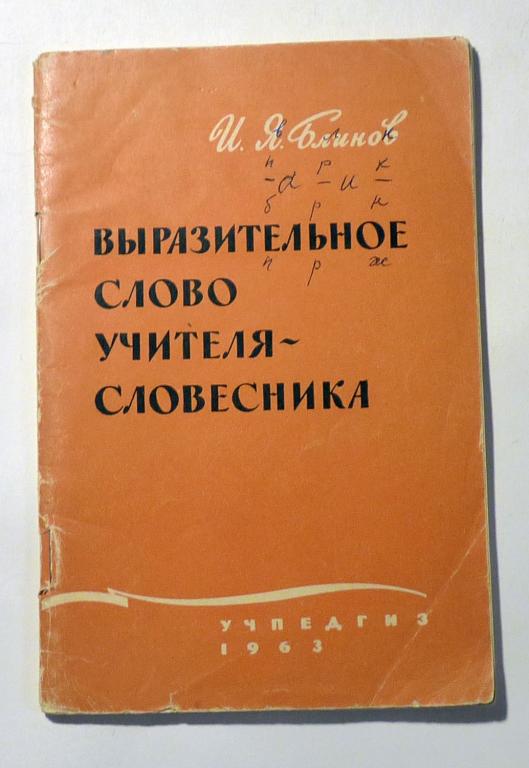 И. Я. Блинов
в л к
п р к
– а – и –
б р н
ВЫРАЗИТЕЛЬНОЕ
п р ж
СЛОВО
УЧИТЕЛЯ~
СЛОВЕСНИКА
УЧПЕДГИЗ
1963